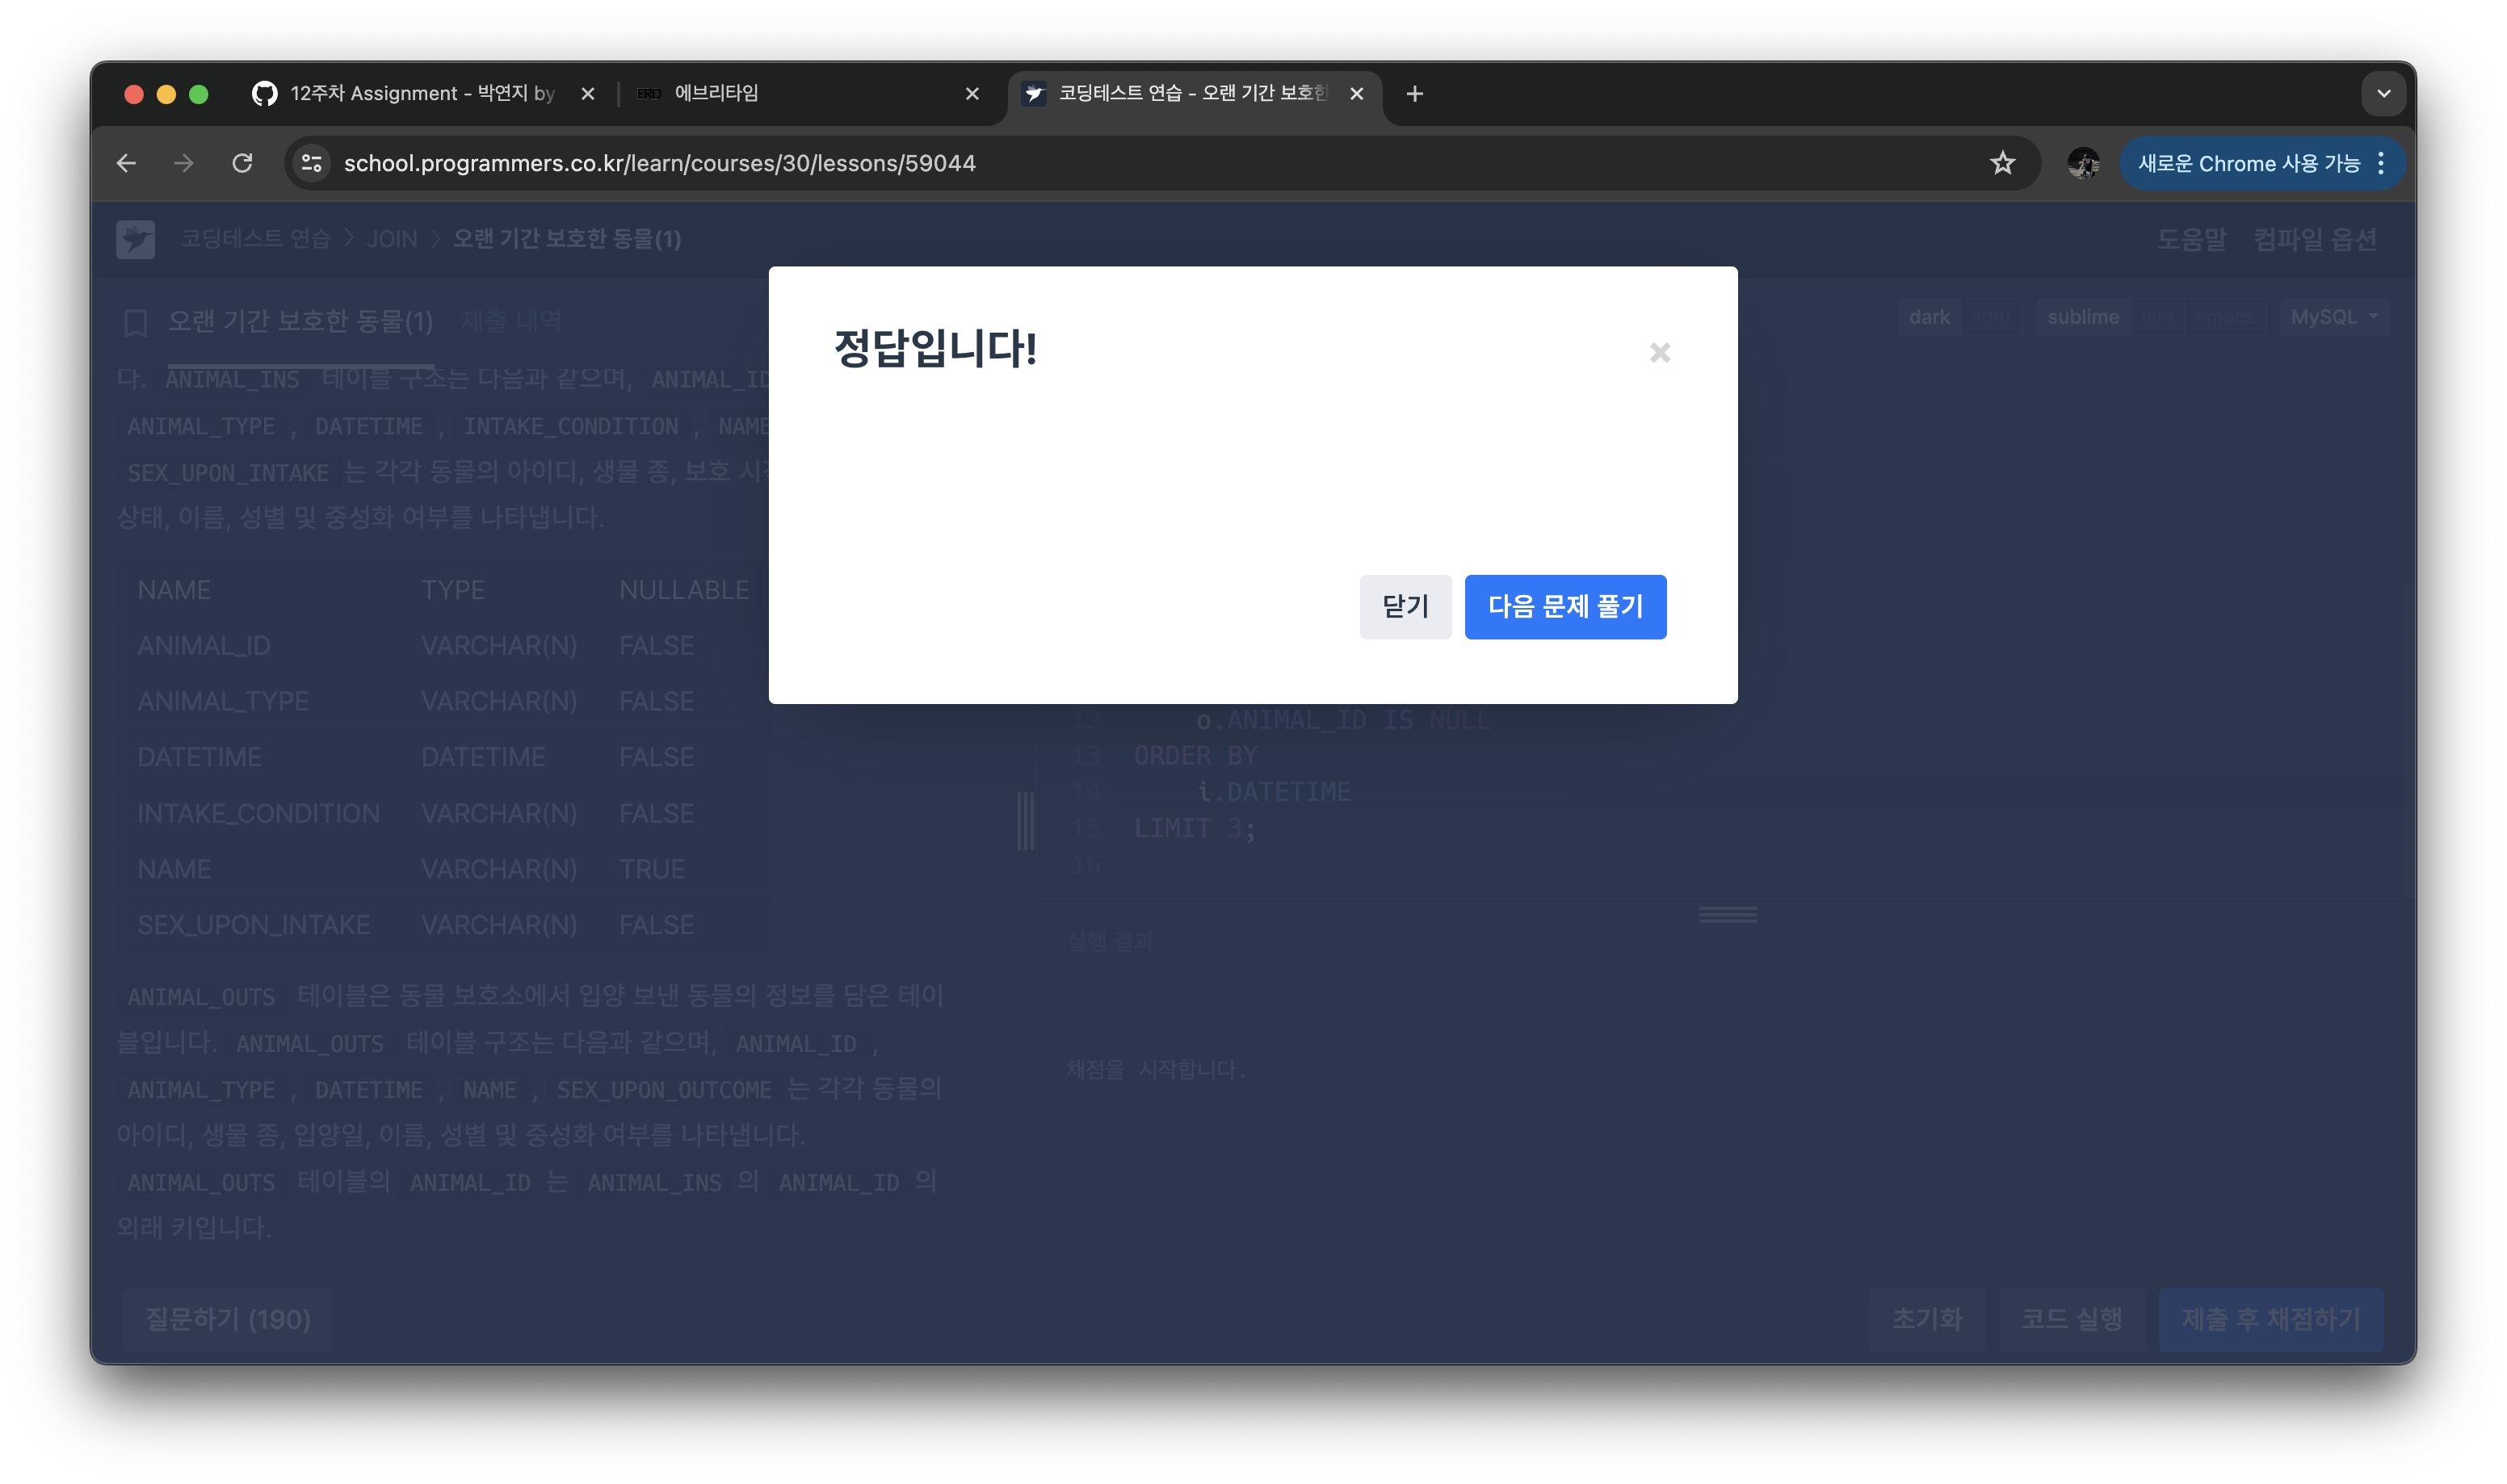 12주차 Assignment - 박연지 by
에브리타임
코딩테스트 연습 - 오랜 기간 보호한
school.programmers.co.kr/learn/courses/30/lessons/59044
새로운 Chrome 사용 가능
코딩테스트 연습 > JOIN > 오랜 기간 보호한 동물(1)
도움말 컴파일 옵션
오랜 기간 보호한 동물(1) 제출 내역
dark light sublime vim emacs MySQL
정답입니다!
닫기 다음 문제 풀기
다. ANIMAL_INS 테이블 구조는 다음과 같으며, ANIMAL_ID
ANIMAL_TYPE , DATETIME , INTAKE_CONDITION , NAME
SEX_UPON_INTAKE 는 각각 동물의 아이디, 생물 종, 보호
상태, 이름, 성별 및 중성화 여부를 나타냅니다.
NAME TYPE NULLABLE
ANIMAL_ID VARCHAR(N) FALSE
ANIMAL_TYPE VARCHAR(N) FALSE
DATETIME DATETIME FALSE
INTAKE_CONDITION VARCHAR(N) FALSE
NAME VARCHAR(N) TRUE
SEX_UPON_INTAKE VARCHAR(N) FALSE
ANIMAL_OUTS 테이블은 동물 보호소에서 입양 보낸 동물의 정보를 담은 테이
블입니다. ANIMAL_OUTS 테이블 구조는 다음과 같으며, ANIMAL_ID ,
ANIMAL_TYPE , DATETIME , NAME , SEX_UPON_OUTCOME 는 각각 동물의
아이디, 생물 종, 입양일, 이름, 성별 및 중성화 여부를 나타냅니다.
ANIMAL_OUTS 테이블의 ANIMAL_ID 는 ANIMAL_INS 의 ANIMAL_ID 의
외래 키입니다.
12 o.ANIMAL_ID IS NULL
13 ORDER BY
14 i.DATETIME
15 LIMIT 3;
16
실행 결과
채점을 시작합니다.
질문하기 (190)
초기화 코드 실행 제출 후 채점하기